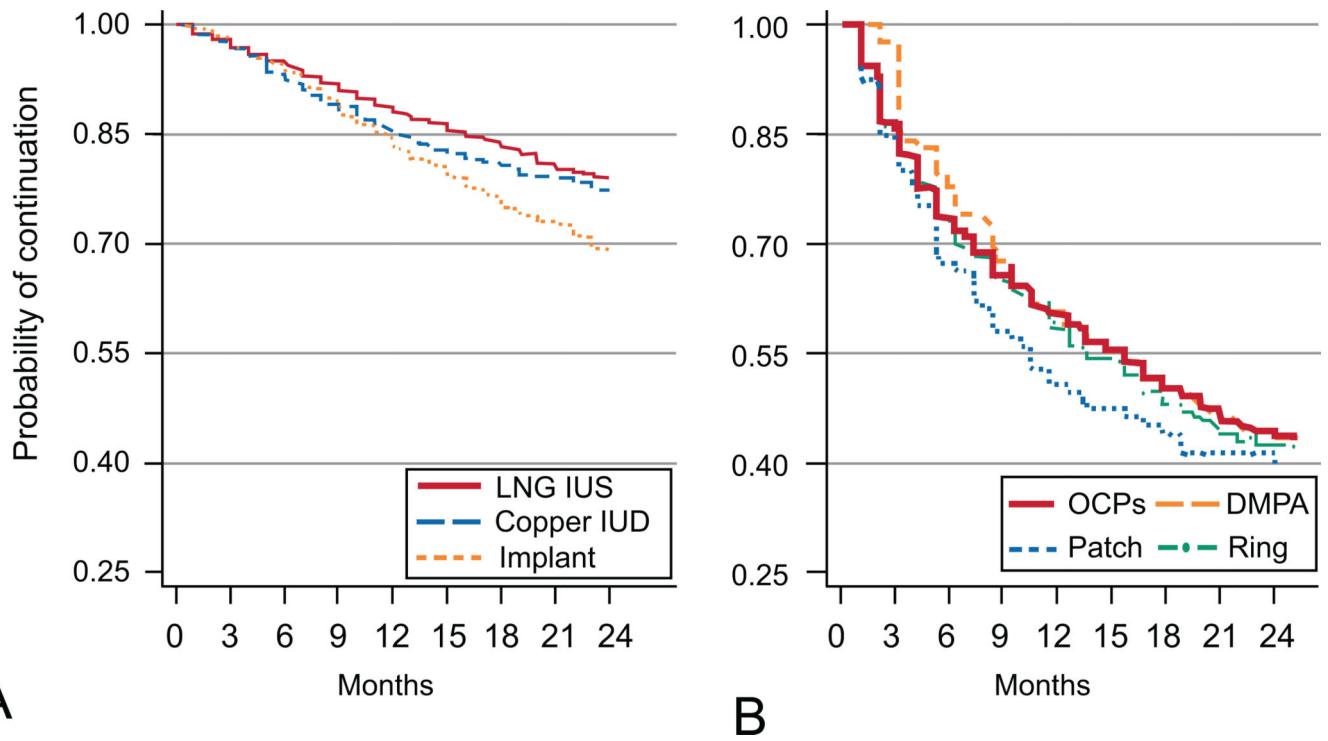 Probability of continuation
1.00
0.85
0.70
0.55
0.40
0.25
LNG IUS
Copper IUD
Implant
0 3 6 9 12 15 18 21 24
Months
A
1.00
0.85
0.70
0.55
0.40
0.25
OCPs DMPA
Patch Ring
0 3 6 9 12 15 18 21 24
Months
B